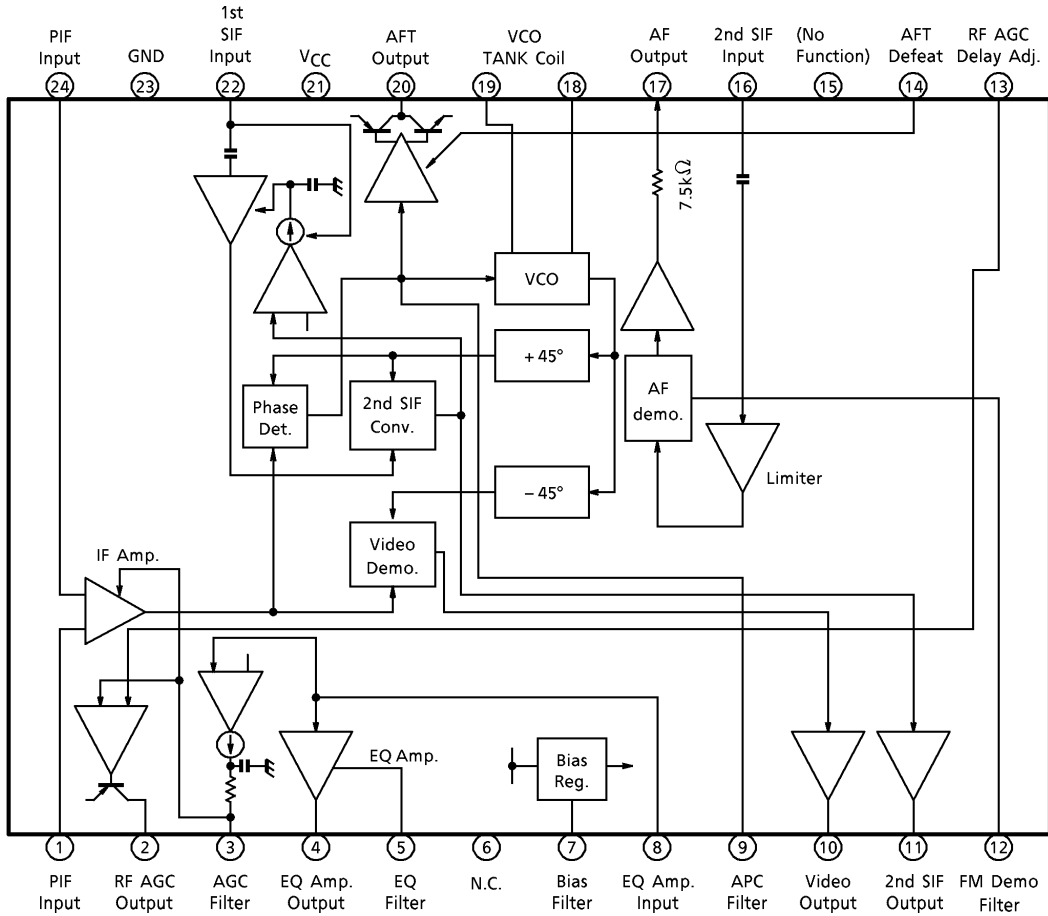 1st
PIF SIF AFT VCO AF 2nd SIF (No AFT RF AGC
Input GND Input VCC Output TANK Coil Output Input Function) Defeat Delay Adj.
24 23 22 21 20 19 18 17 16 15 14 13
7.5kΩ
VCO
+45°
Phase
Det.
2nd SIF
Conv.
AF
demo.
Limiter
−45°
Video
Demo.
IF Amp.
EQ Amp.
Bias
Reg.
1 2 3 4 5 6 7 8 9 10 11 12
PIF RF AGC AGC EQ Amp. EQ N.C. Bias EQ Amp. APC Video 2nd SIF FM Demo
Input Output Filter Output Filter Filter Input Filter Output Output Filter